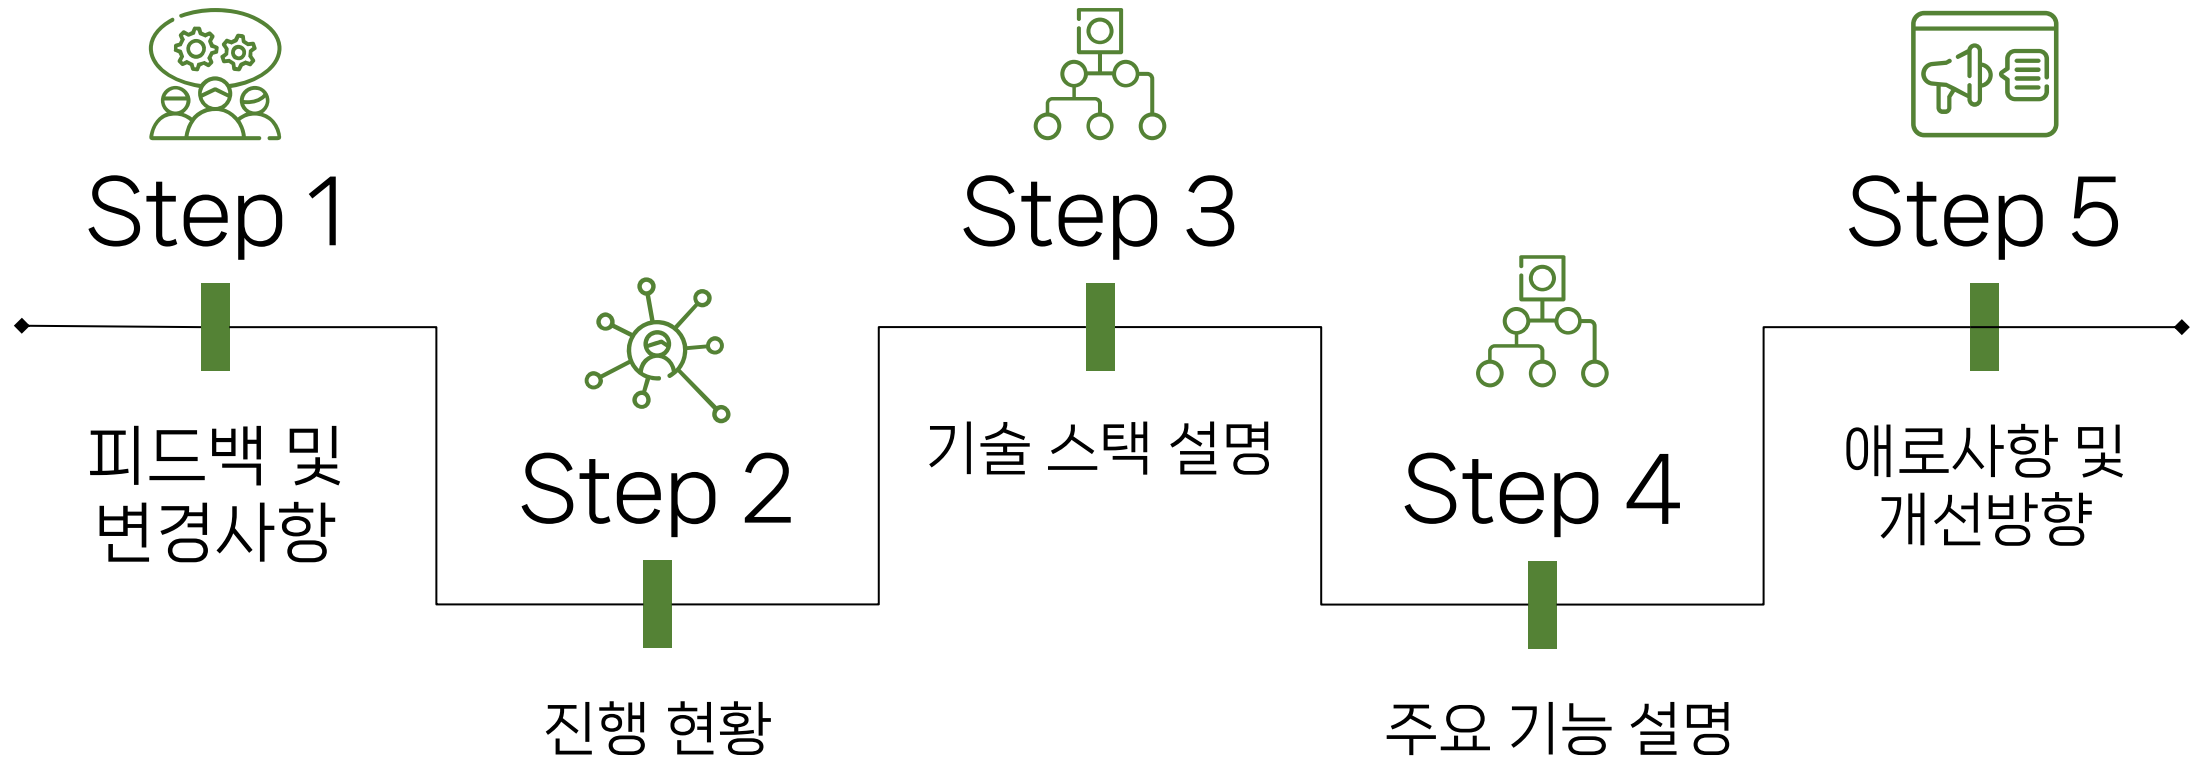 Step 1
피드백 및
변경사항
Step 2
진행 현황
Step 3
기술 스택 설명
Step 4
주요 기능 설명
Step 5
애로사항 및
개선방향